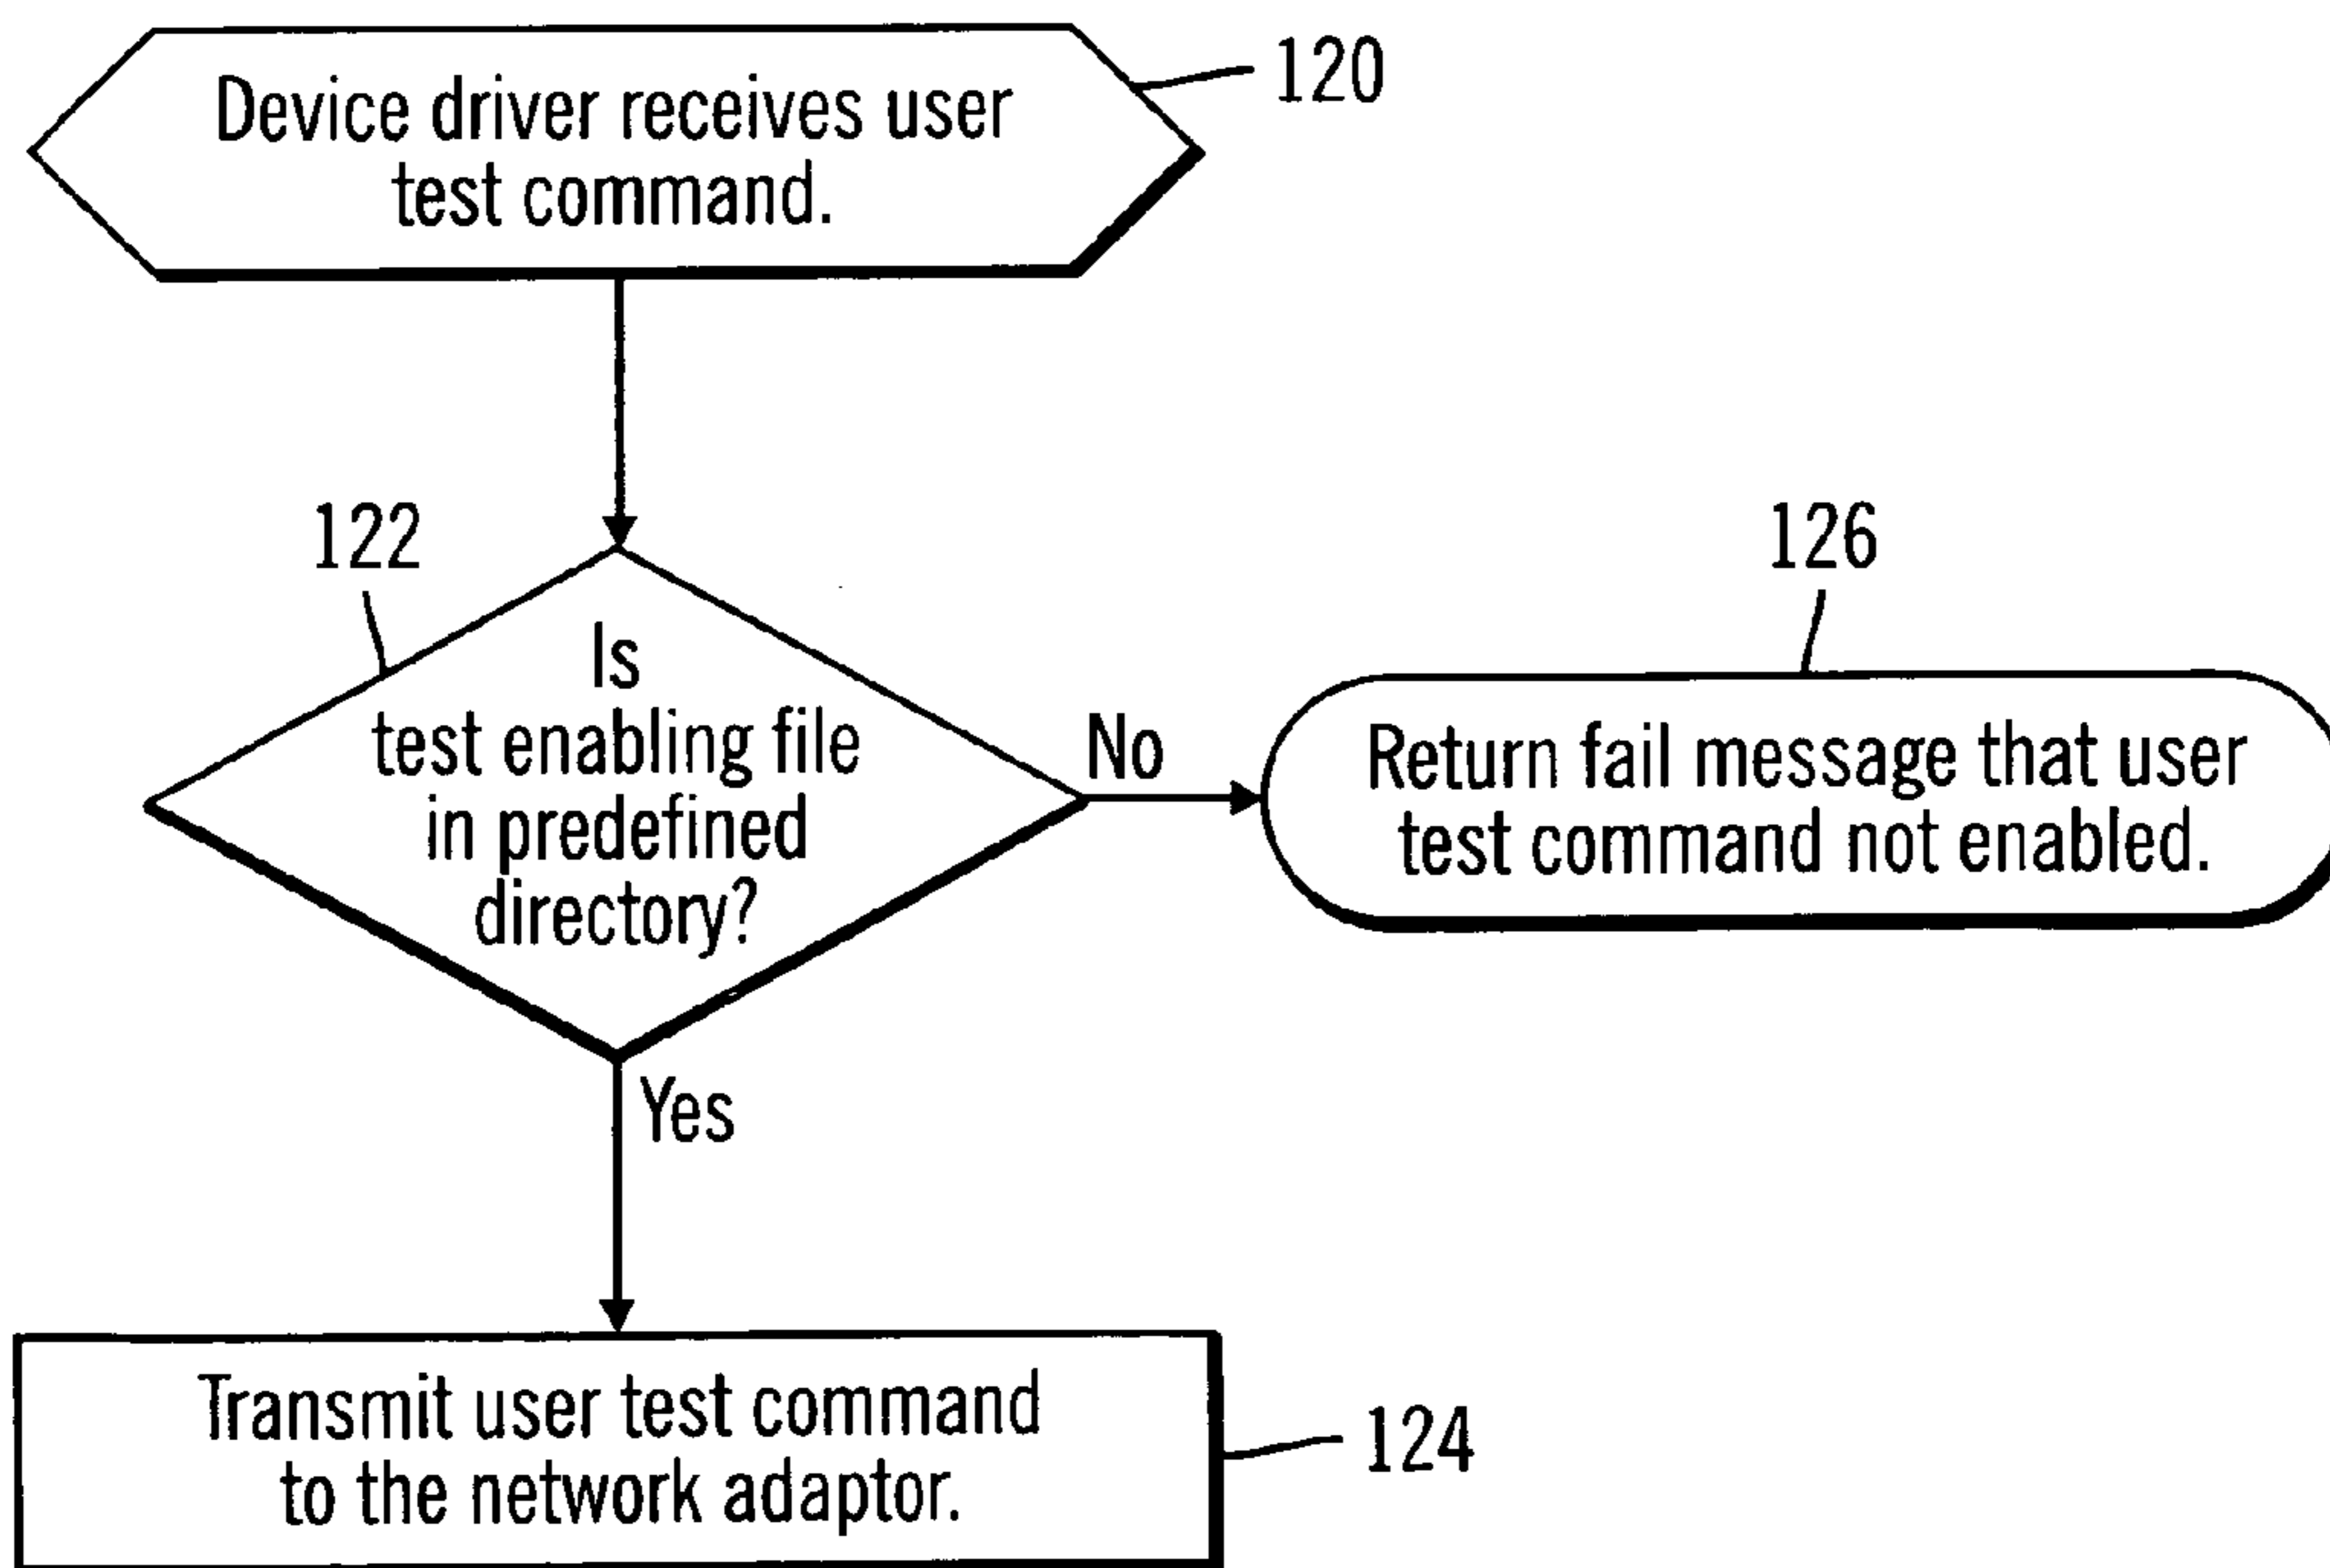 Device driver receives user
test command.
120
122
Is
test enabling file
in predefined
directory?
No
126
Return fail message that user
test command not enabled.
Yes
Transmit user test command
to the network adaptor.
124